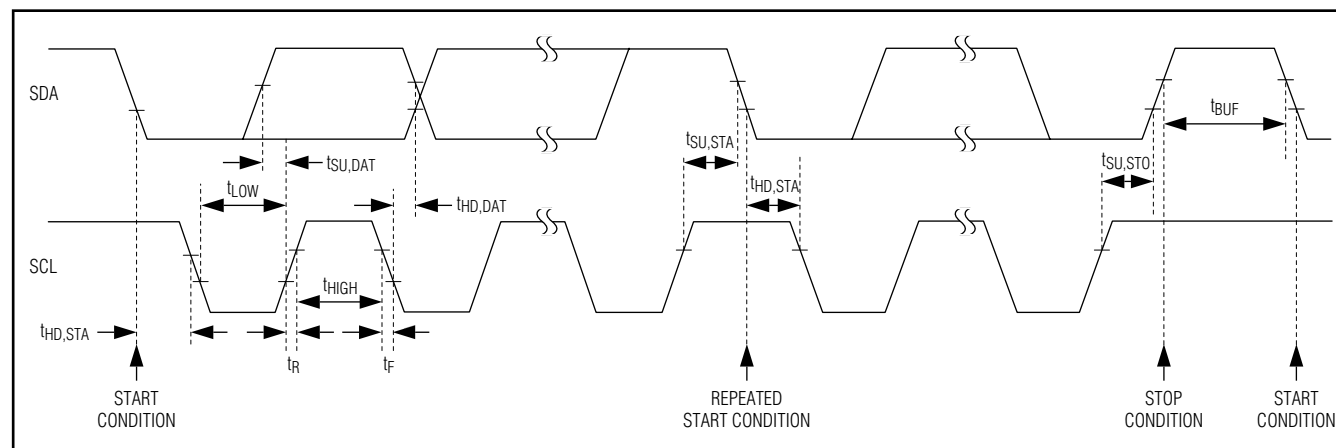 SDA
tSU,DAT
tLOW
tHD,DAT
tSU,STA
tHD,STA
tBUF
tSU,STO
SCL
tHIGH
tHD,STA
tR
tF
START
CONDITION
REPEATED
START CONDITION
STOP
CONDITION
START
CONDITION